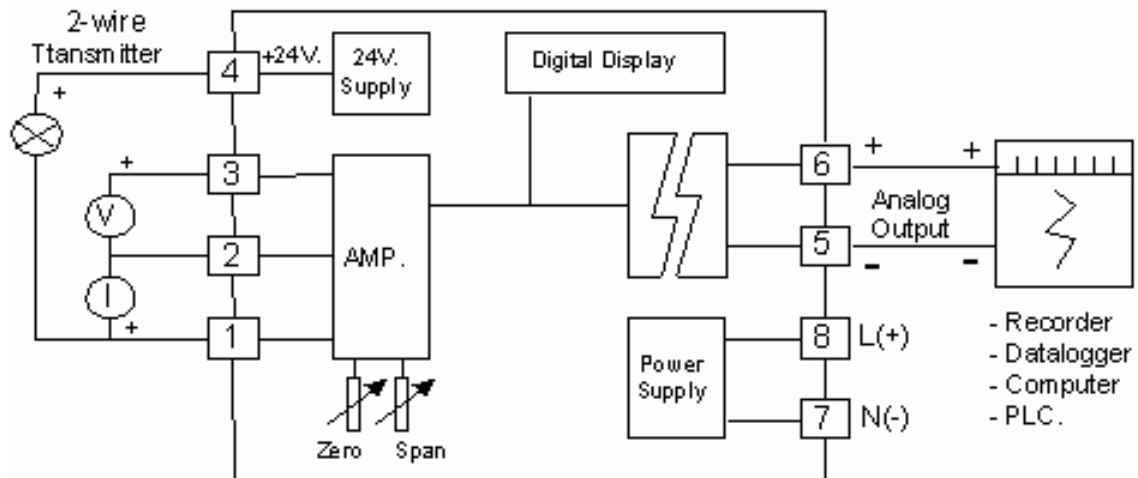 2-wire
Ttansmitter
+
4
+24V.
24V.
Supply
Digital Display
+
3
V
2
I
+
1
AMP.
Zero
Span
6
+
+
Analog
Output
5
-
-
Power
Supply
8
L(+)
7
N(-)
- Recorder
- Datalogger
- Computer
- PLC.